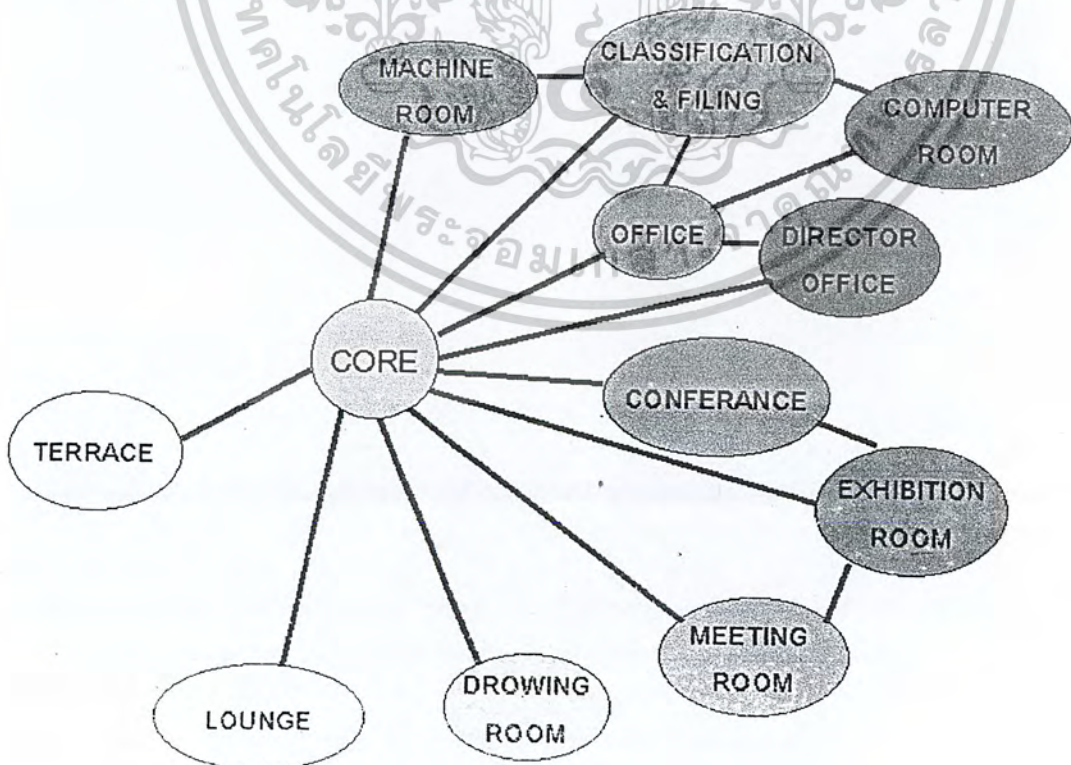 MACHINE
ROOM
CLASSIFICATION
& FILING
COMPUTER
ROOM
OFFICE
DIRECTOR
OFFICE
CORE
CONFERANCE
TERRACE
EXHIBITION
ROOM
MEETING
ROOM
DROWING
ROOM
LOUNGE